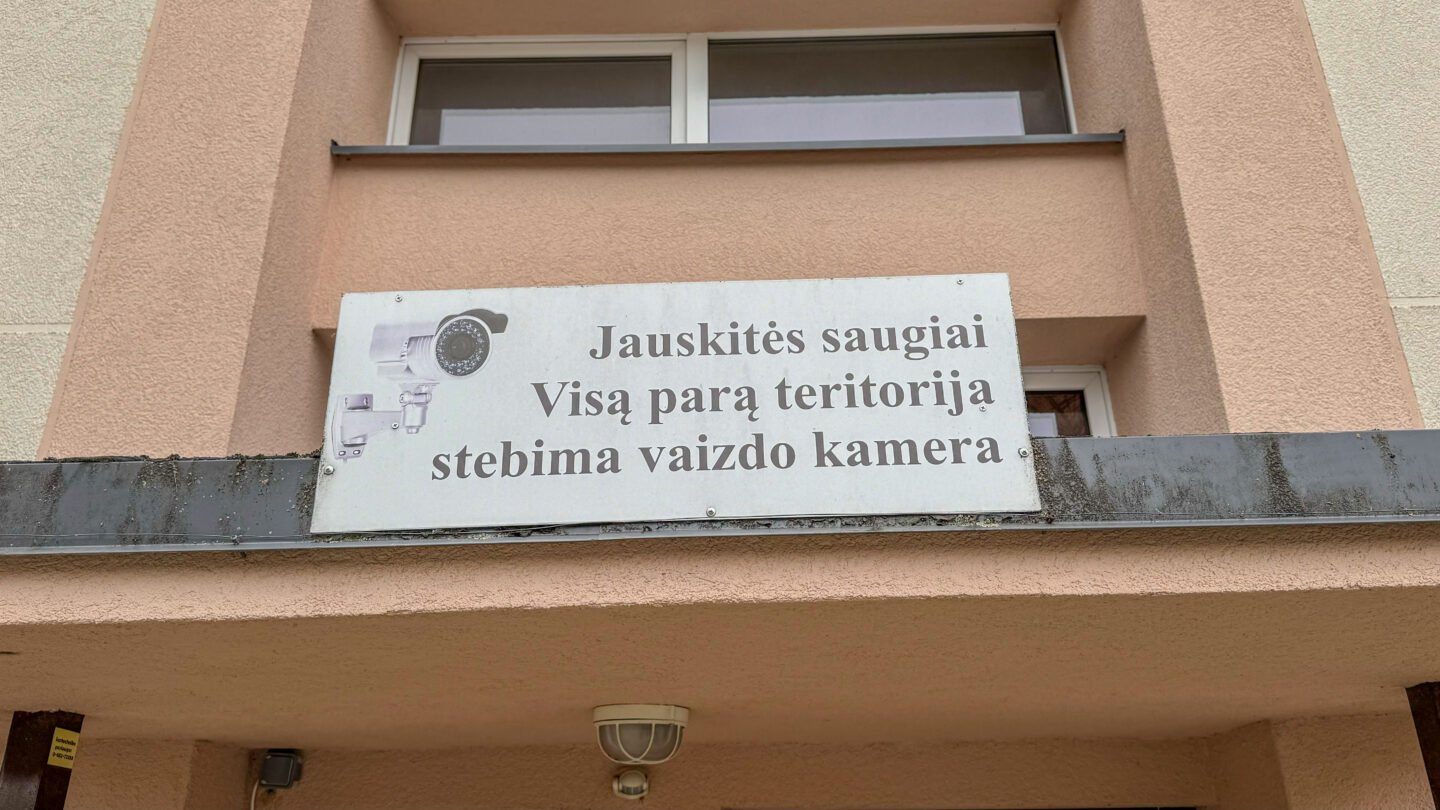 Jauskitės saugiai
Visą parą teritorija
stebima vaizdo kamera